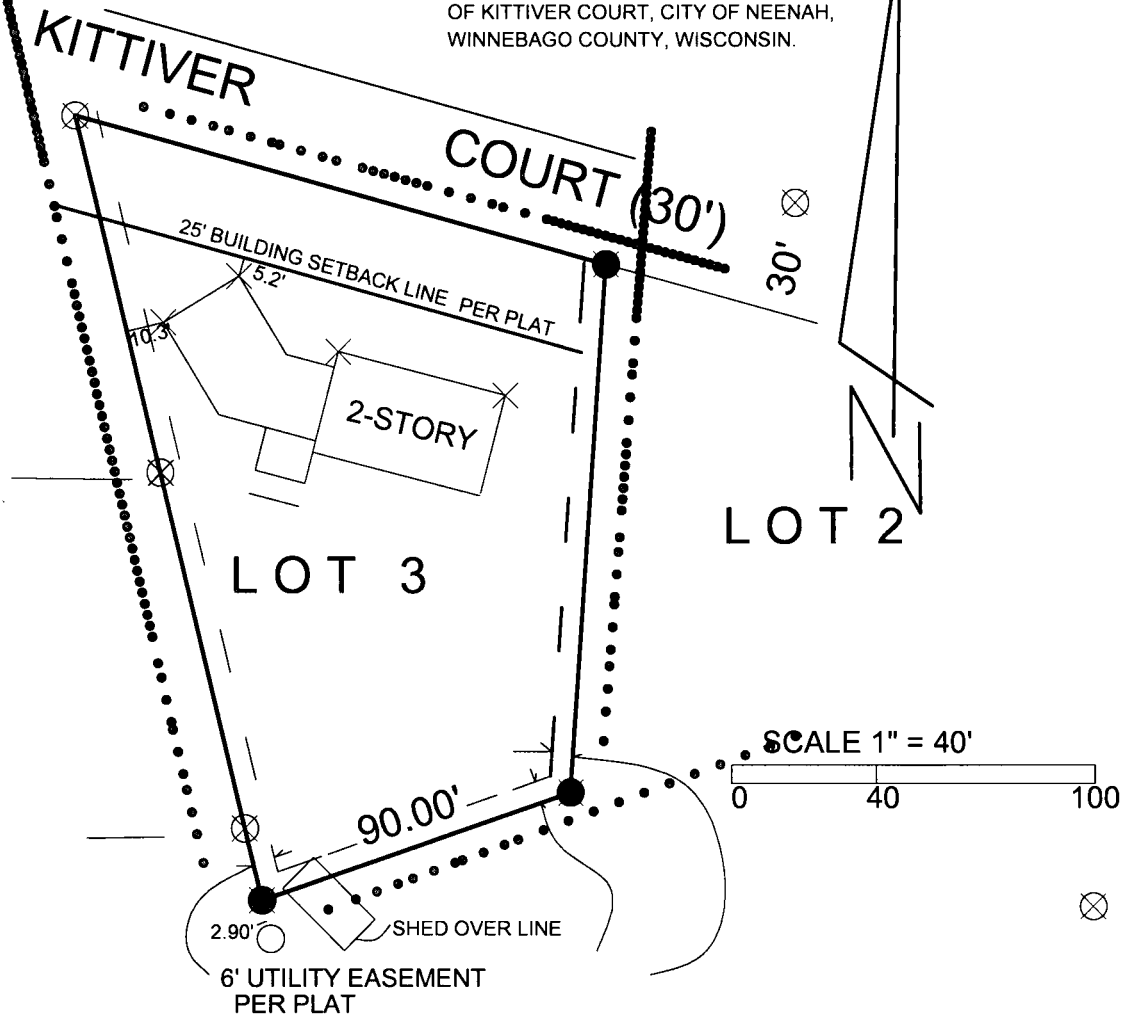 OF KITTIVER COURT, CITY OF NEENAH,
WINNEBAGO COUNTY, WISCONSIN.
KITTIVER
COURT (30')
30'
25' BUILDING SETBACK LINE PER PLAT
5.2'
10.3'
2-STORY
N
LOT 2
LOT 3
SCALE 1" = 40'
0 40 100
90.00'
2.90'
SHED OVER LINE
6' UTILITY EASEMENT
PER PLAT